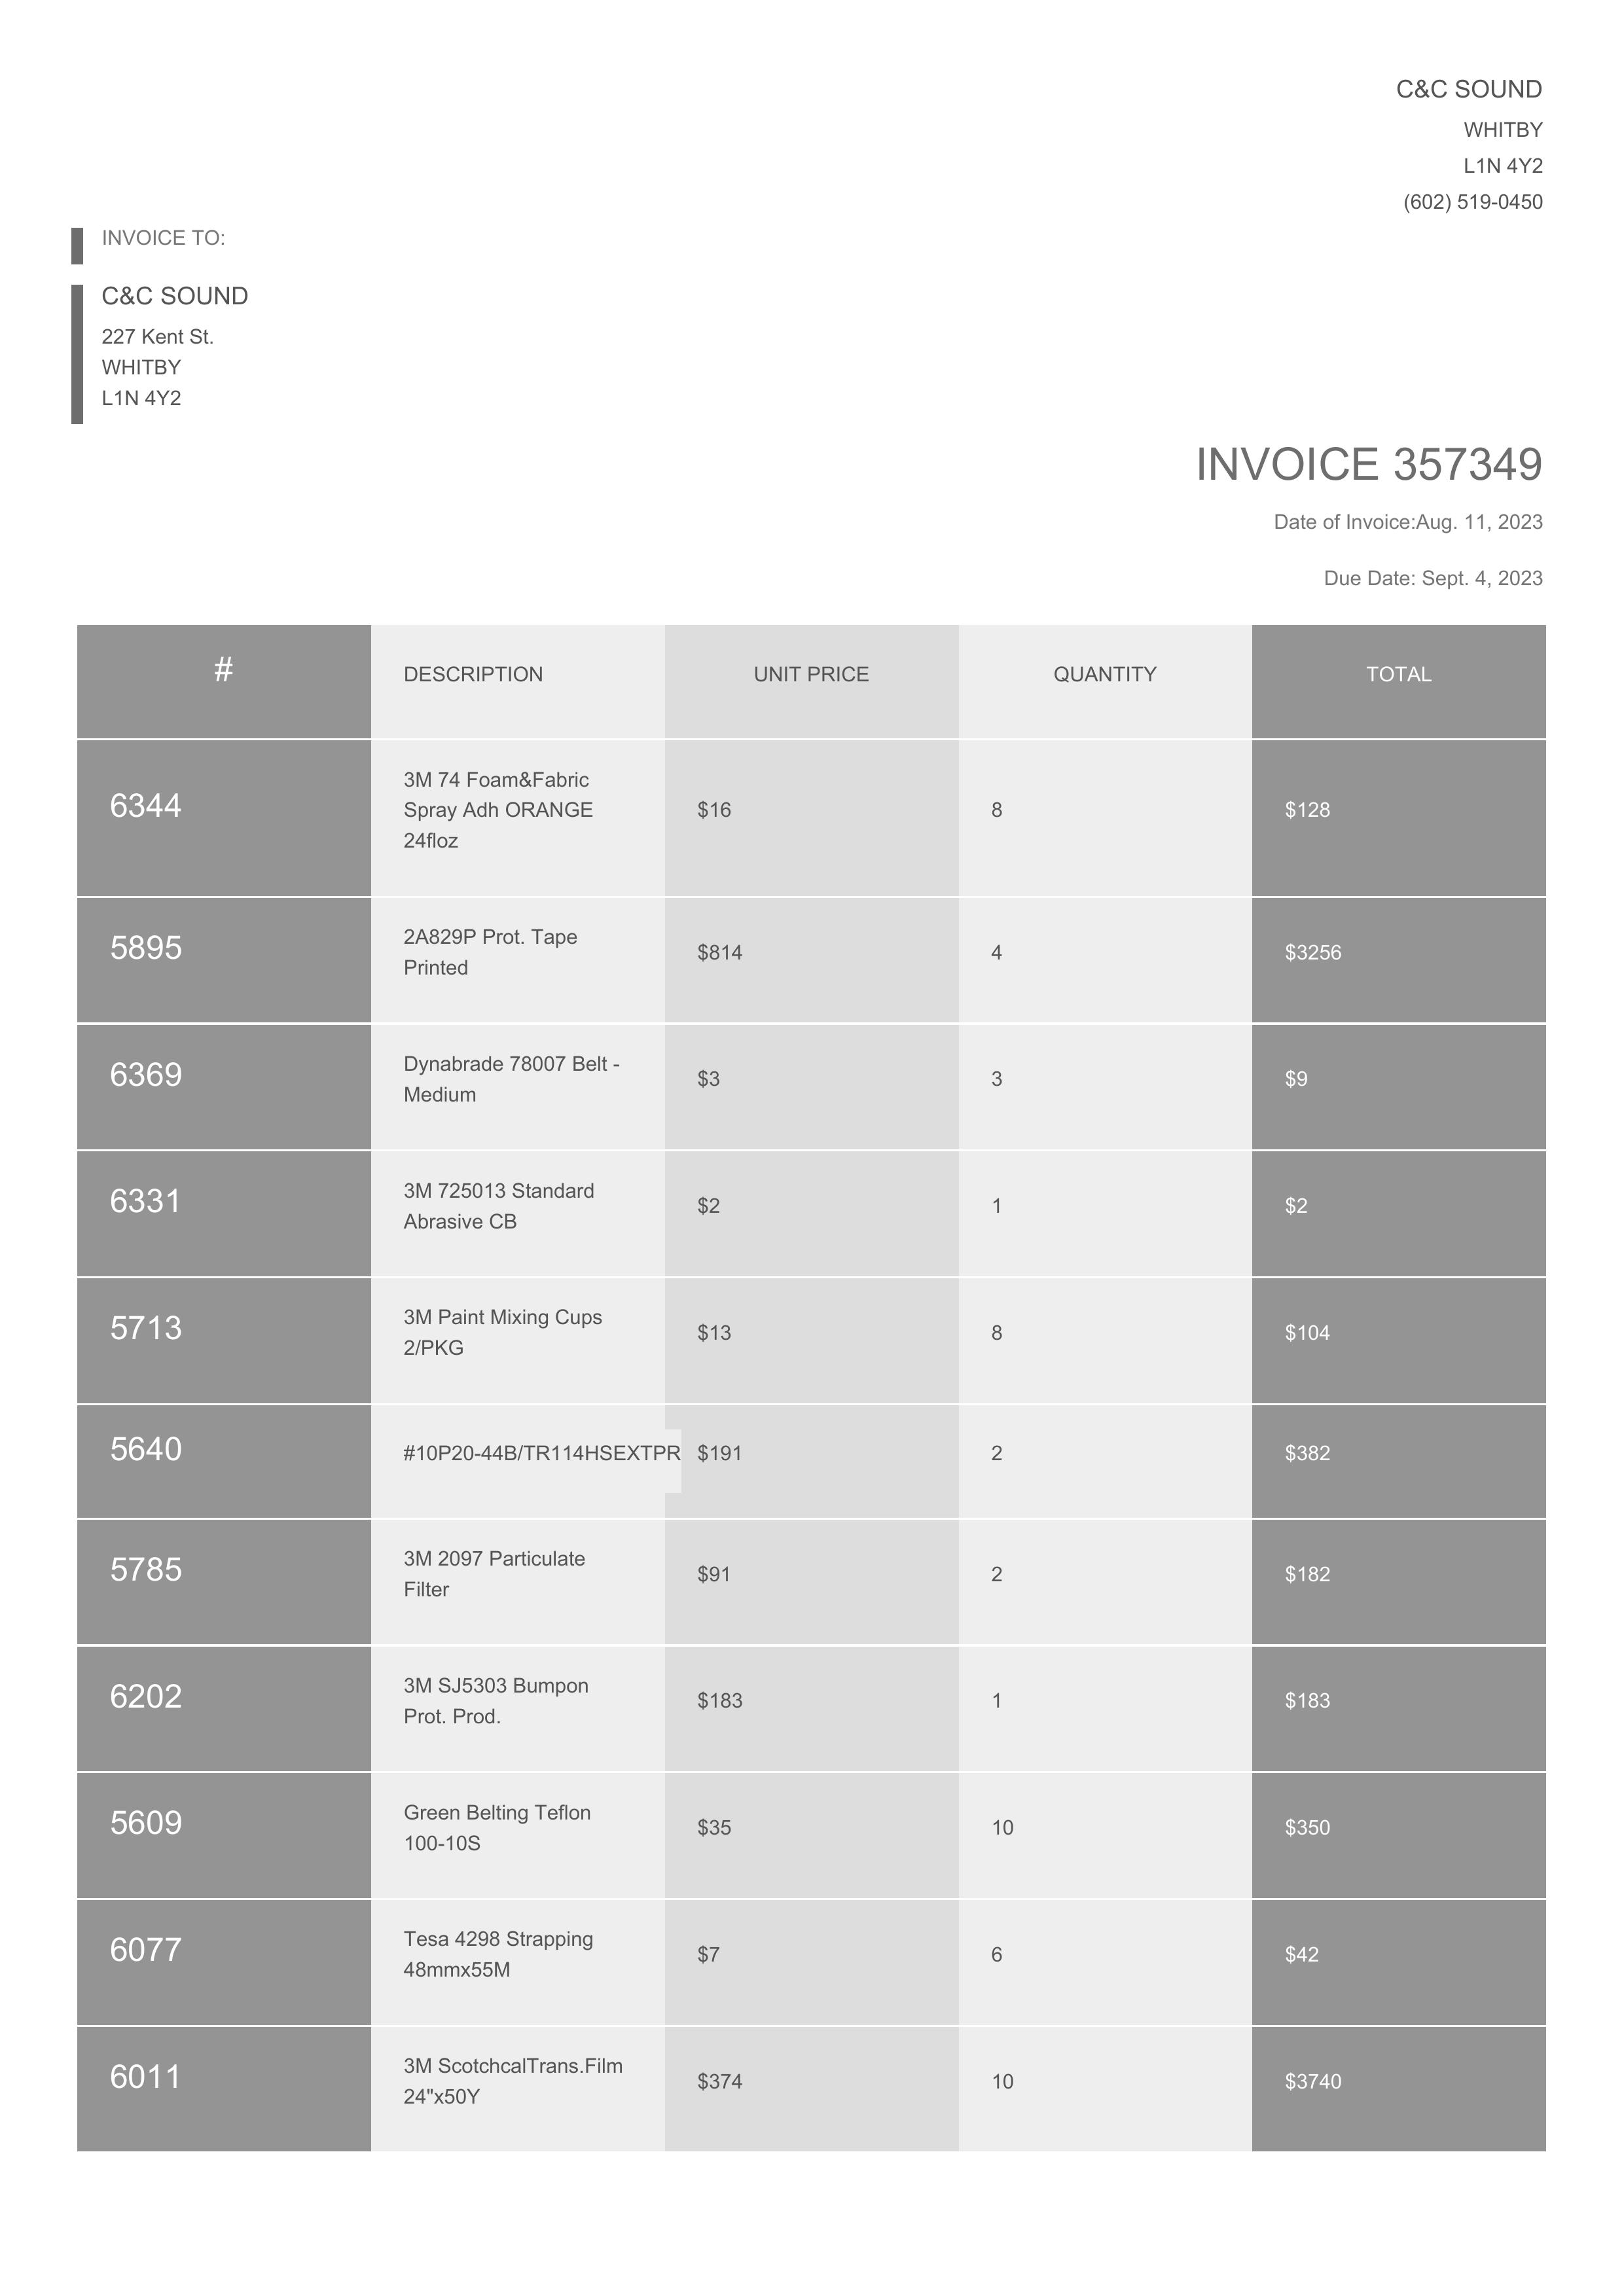 C&C SOUND
WHITBY
L1N 4Y2
(602) 519-0450
INVOICE TO:
C&C SOUND
227 Kent St.
WHITBY
L1N 4Y2
INVOICE 357349
Date of Invoice:Aug. 11, 2023
Due Date: Sept. 4, 2023
# DESCRIPTION UNIT PRICE QUANTITY TOTAL
6344 3M 74 Foam&Fabric
Spray Adh ORANGE $16 8 $128
24floz
5895 2A829P Prot. Tape
Printed $814 4 $3256
6369 Dynabrade 78007 Belt -
Medium $3 3 $9
6331 3M 725013 Standard
Abrasive CB $2 1 $2
5713 3M Paint Mixing Cups
2/PKG $13 8 $104
5640 #10P20-44B/TR114HSEXTPR $191 2 $382
5785 3M 2097 Particulate
Filter $91 2 $182
6202 3M SJ5303 Bumpon
Prot. Prod. $183 1 $183
5609 Green Belting Teflon
100-10S $35 10 $350
6077 Tesa 4298 Strapping
48mmx55M $7 6 $42
6011 3M ScotchcalTrans.Film
24"x50Y $374 10 $3740